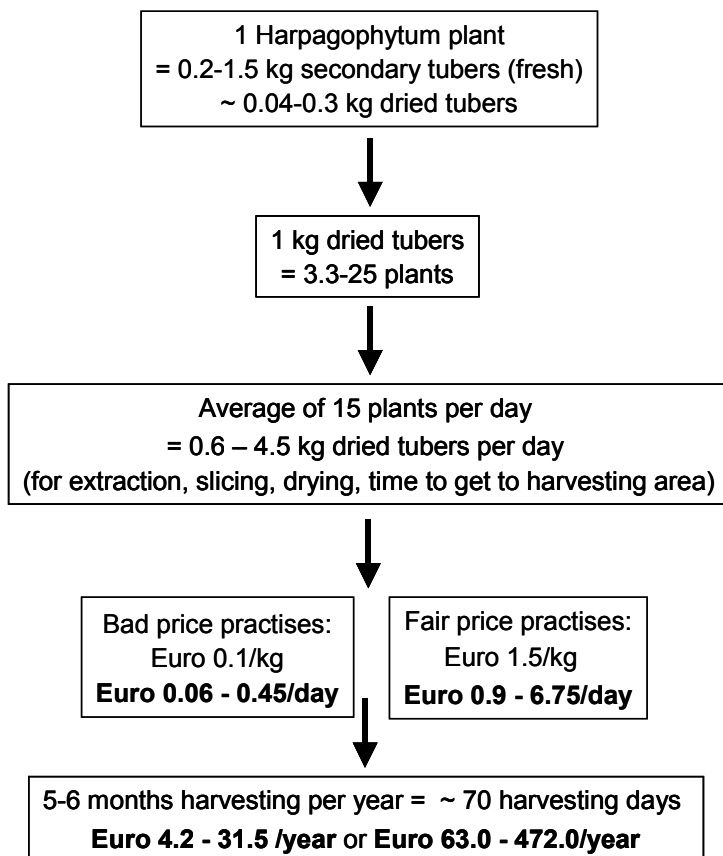 1 Harpagophytum plant
= 0.2-1.5 kg secondary tubers (fresh)
~ 0.04-0.3 kg dried tubers
1 kg dried tubers
= 3.3-25 plants
Average of 15 plants per day
= 0.6 – 4.5 kg dried tubers per day
(for extraction, slicing, drying, time to get to harvesting area)
Bad price practises:
Euro 0.1/kg
Euro 0.06 - 0.45/day
Fair price practises:
Euro 1.5/kg
Euro 0.9 - 6.75/day
5-6 months harvesting per year = ~ 70 harvesting days
Euro 4.2 - 31.5 /year or Euro 63.0 - 472.0/year